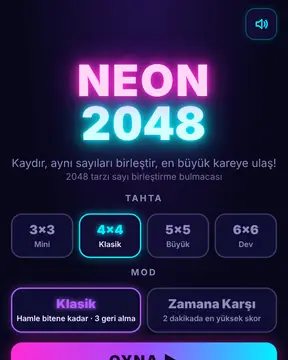 NEON
2048
Kaydır, aynı sayıları birleştir, en büyük kareye ulaş!
2048 tarzı sayı birleştirme bulmacası
TAHTA
3×3 4×4 5×5 6×6
Mini Klasik Büyük Dev
MOD
Klasik Zamana Karşı
Hamle bitene kadar · 3 geri alma 2 dakikada en yüksek skor
OYNA ▶